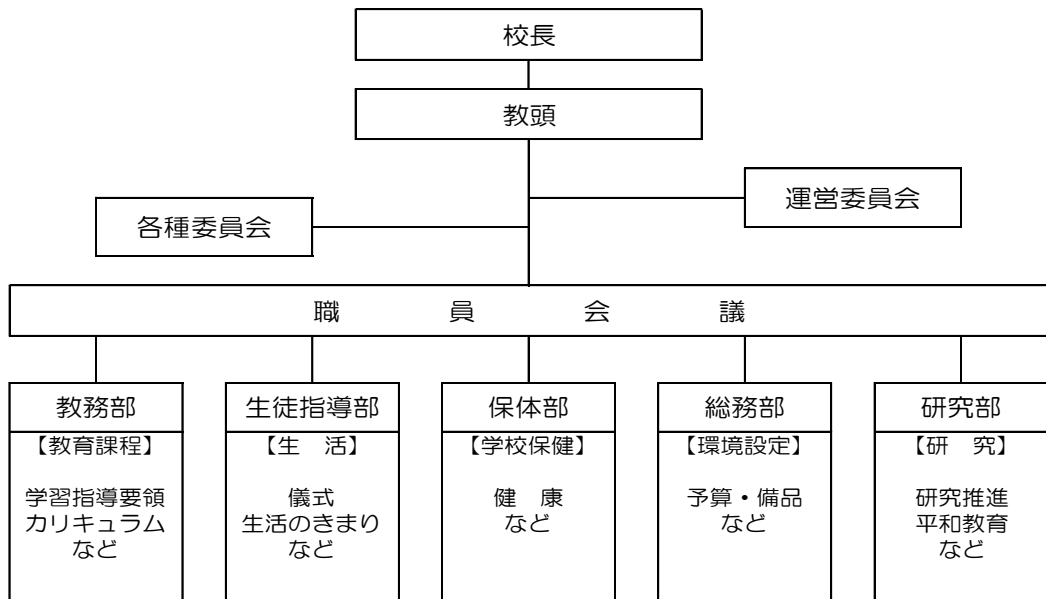 校長
教頭
運営委員会
各種委員会
職員会議
教務部
【教育課程】
学習指導要領
カリキュラム
など
生徒指導部
【生　活】
儀式
生活のきまり
など
保体部
【学校保健】
健　康
など
総務部
【環境設定】
予算・備品
など
研究部
【研　究】
研究推進
平和教育
など